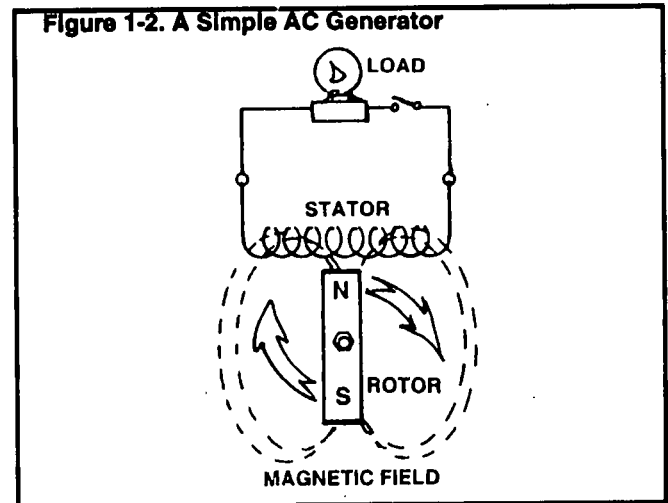 Figure 1-2. A Simple AC Generator
LOAD
STATOR
N
S
ROTOR
MAGNETIC FIELD